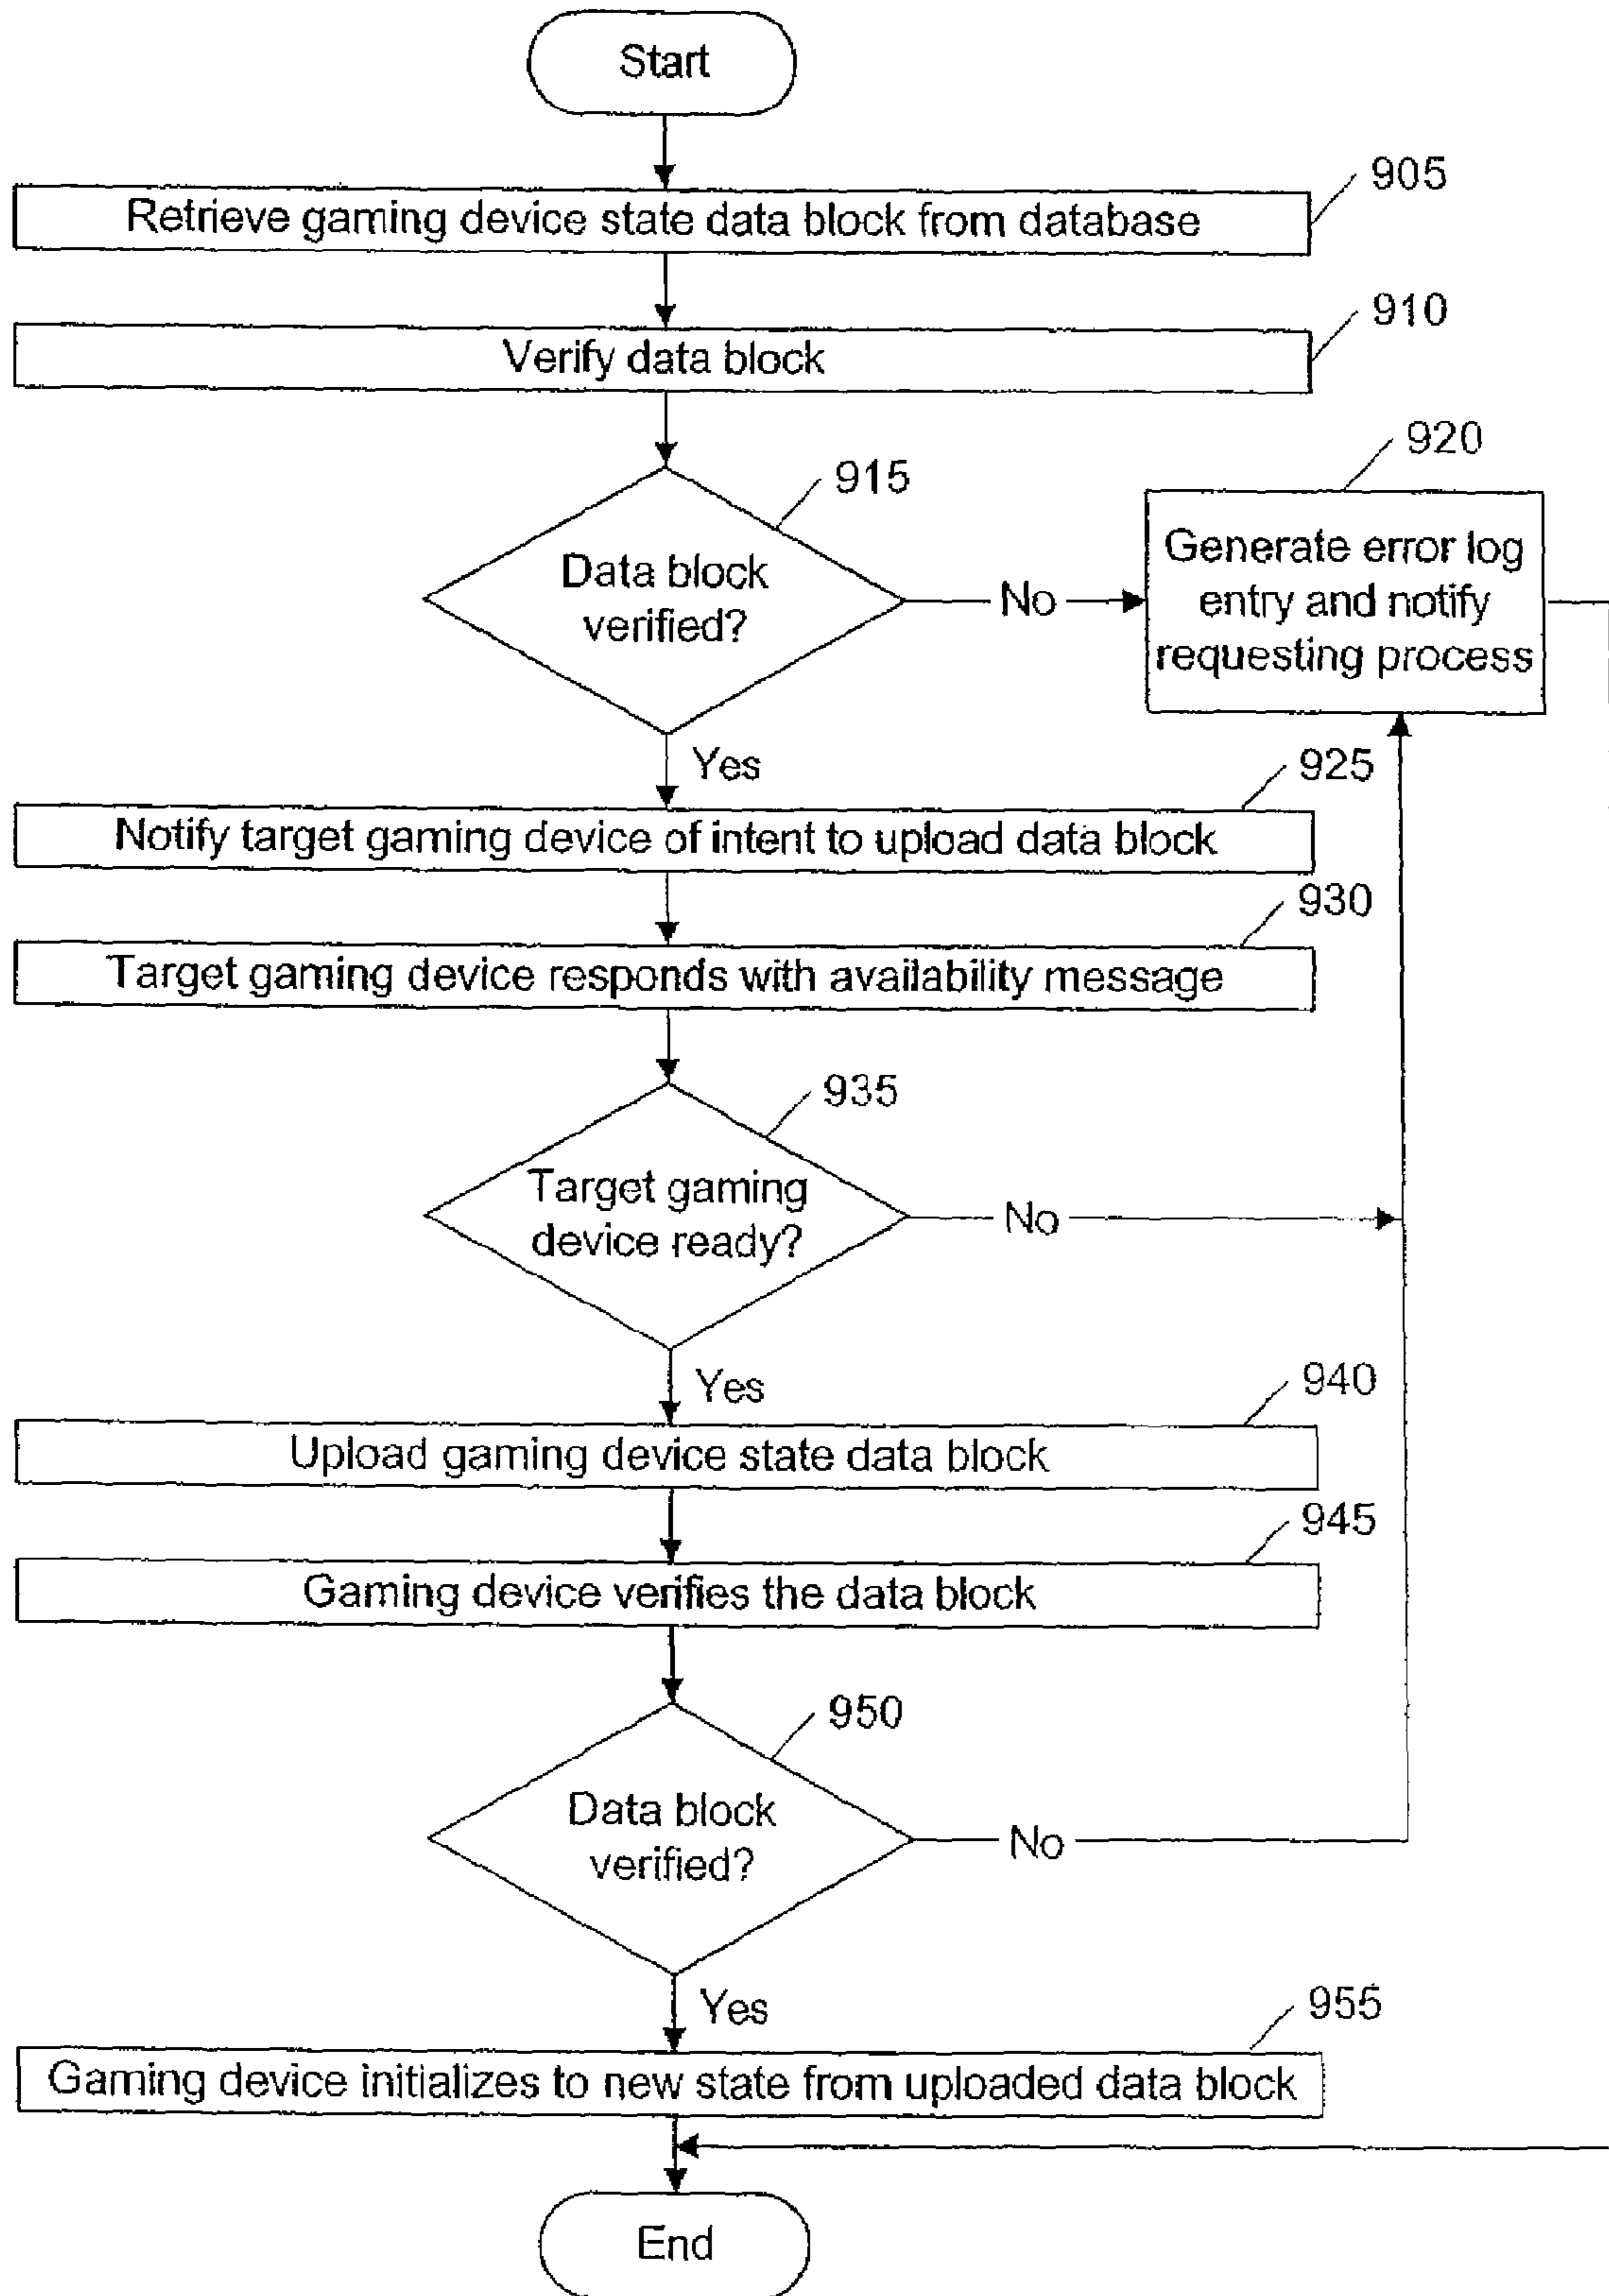 Start
905
Retrieve gaming device state data block from database
910
Verify data block
915
920
Data block
verified?
No
Generate error log
entry and notify
requesting process
Yes
925
Notify target gaming device of intent to upload data block
930
Target gaming device responds with availability message
935
Target gaming
device ready?
No
Yes
940
Upload gaming device state data block
945
Gaming device verifies the data block
950
Data block
verified?
No
Yes
955
Gaming device initializes to new state from uploaded data block
End